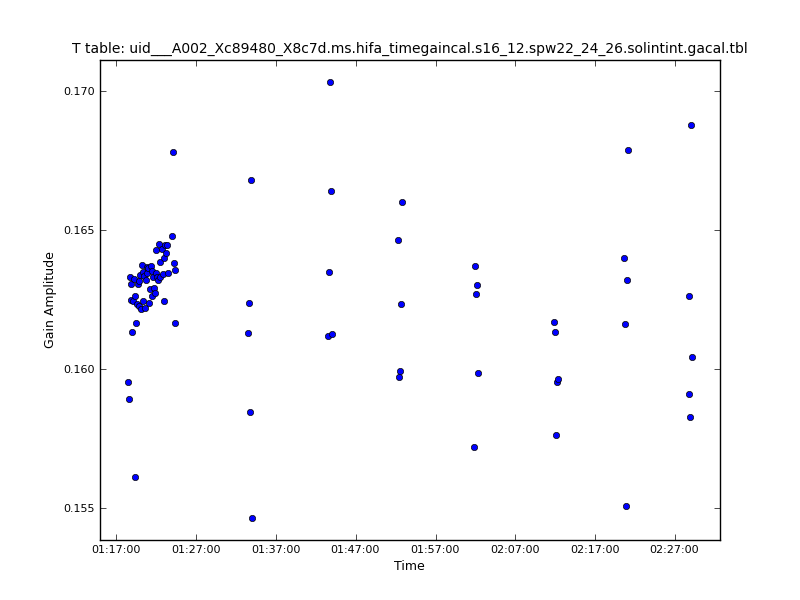 T table: uid___A002_Xc89480_X8c7d.ms.hifa_timegaincal.s16_12.spw22_24_26.solintint.gacal.tbl
0.170
0.165
0.160
0.155
Gain Amplitude
01:17:00 01:27:00 01:37:00 01:47:00 01:57:00 02:07:00 02:17:00 02:27:00
Time